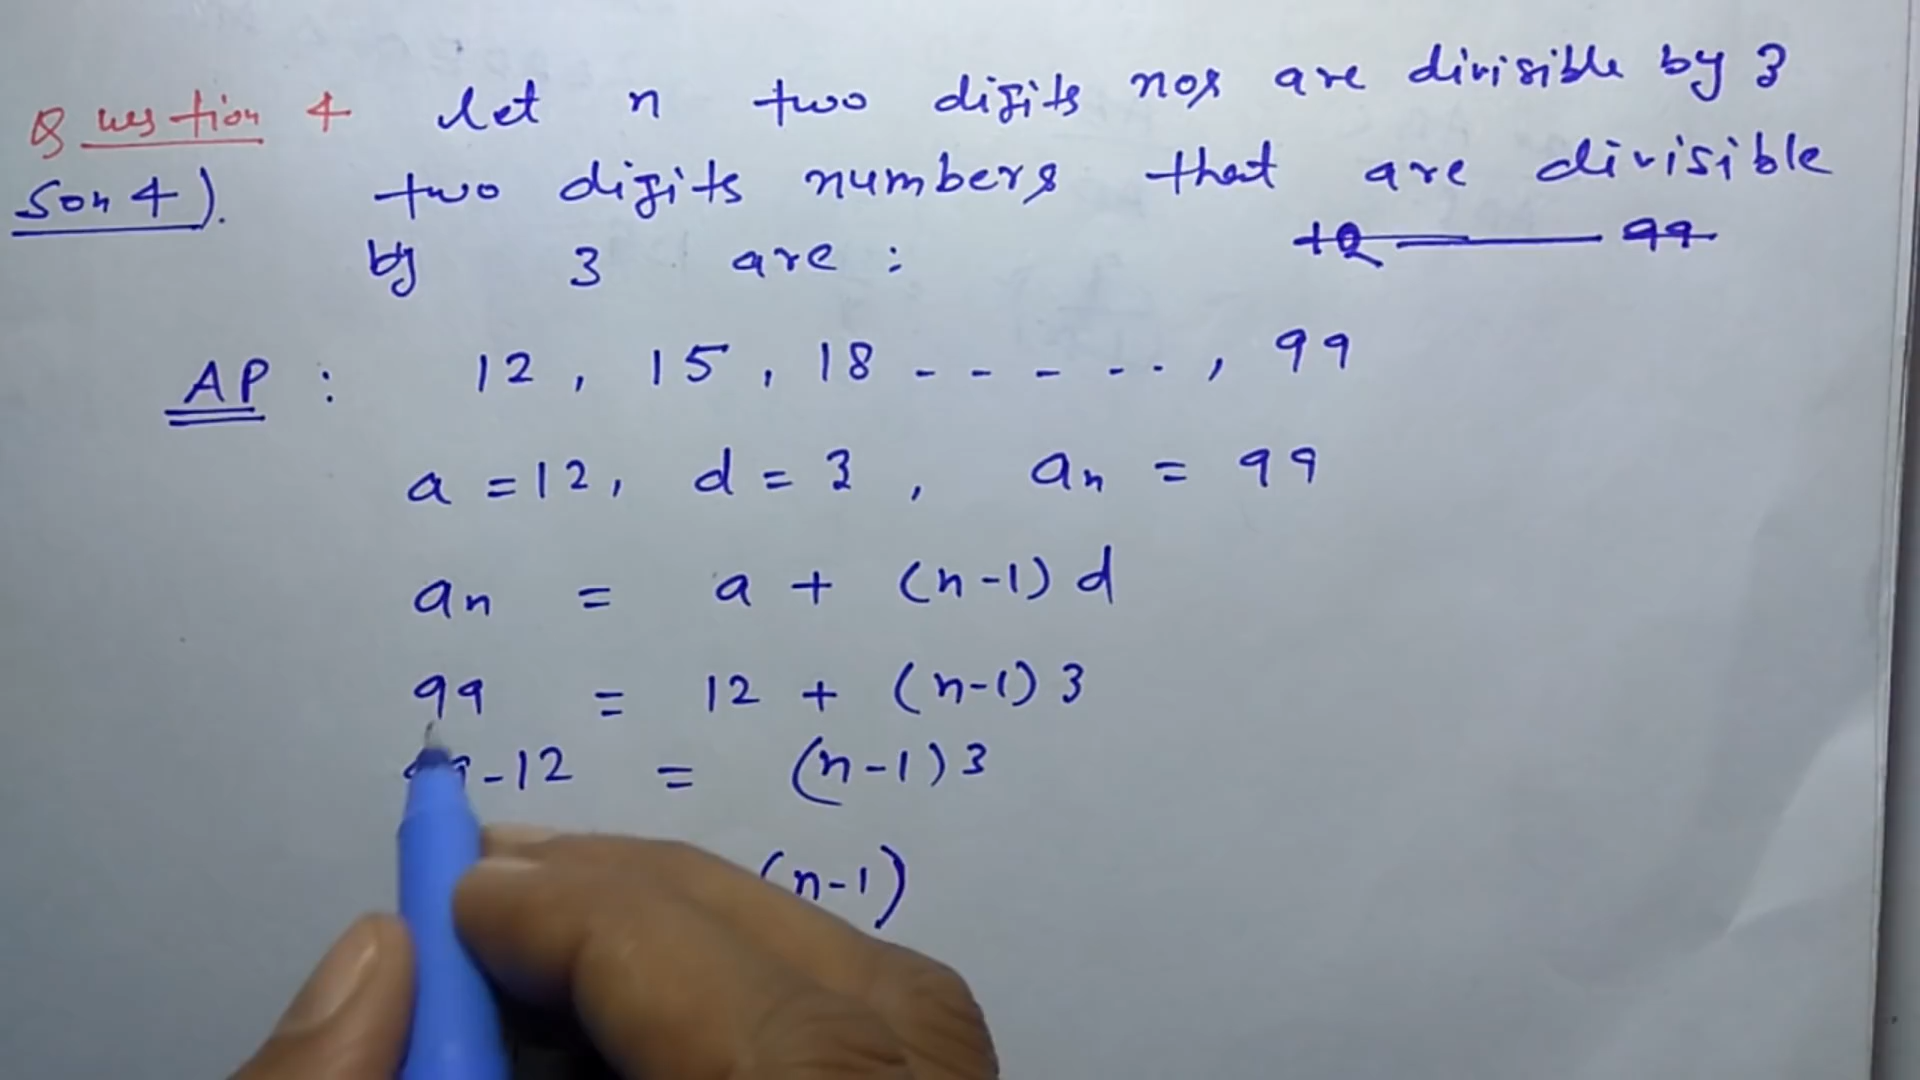 Question 4 let n two digits nos are divisible by 3
Soln 4). two digits numbers that are divisible
by 3 are :
AP : 12, 15, 18 - - - - - -, 99
a = 12, d = 3, an = 99
an = a + (n-1) d
99 = 12 + (n-1) 3
99-12 = (n-1) 3
(n-1)